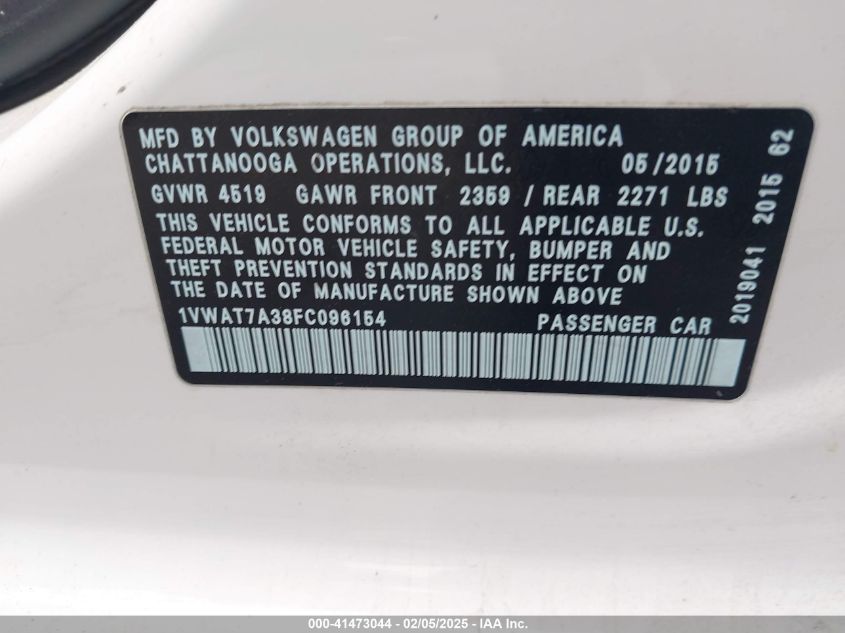 MFD BY VOLKSWAGEN GROUP OF AMERICA
CHATTANOOGA OPERATIONS, LLC. 05/2015
GVWR 4519 GAWR FRONT 2359 / REAR 2271 LBS
THIS VEHICLE CONFORMS TO ALL APPLICABLE U.S.
FEDERAL MOTOR VEHICLE SAFETY, BUMPER AND
THEFT PREVENTION STANDARDS IN EFFECT ON
THE DATE OF MANUFACTURE SHOWN ABOVE
1VWAT7A38FC096154 PASSENGER CAR
2019041 2015 62
000-41473044 - 02/05/2025 - IAA Inc.